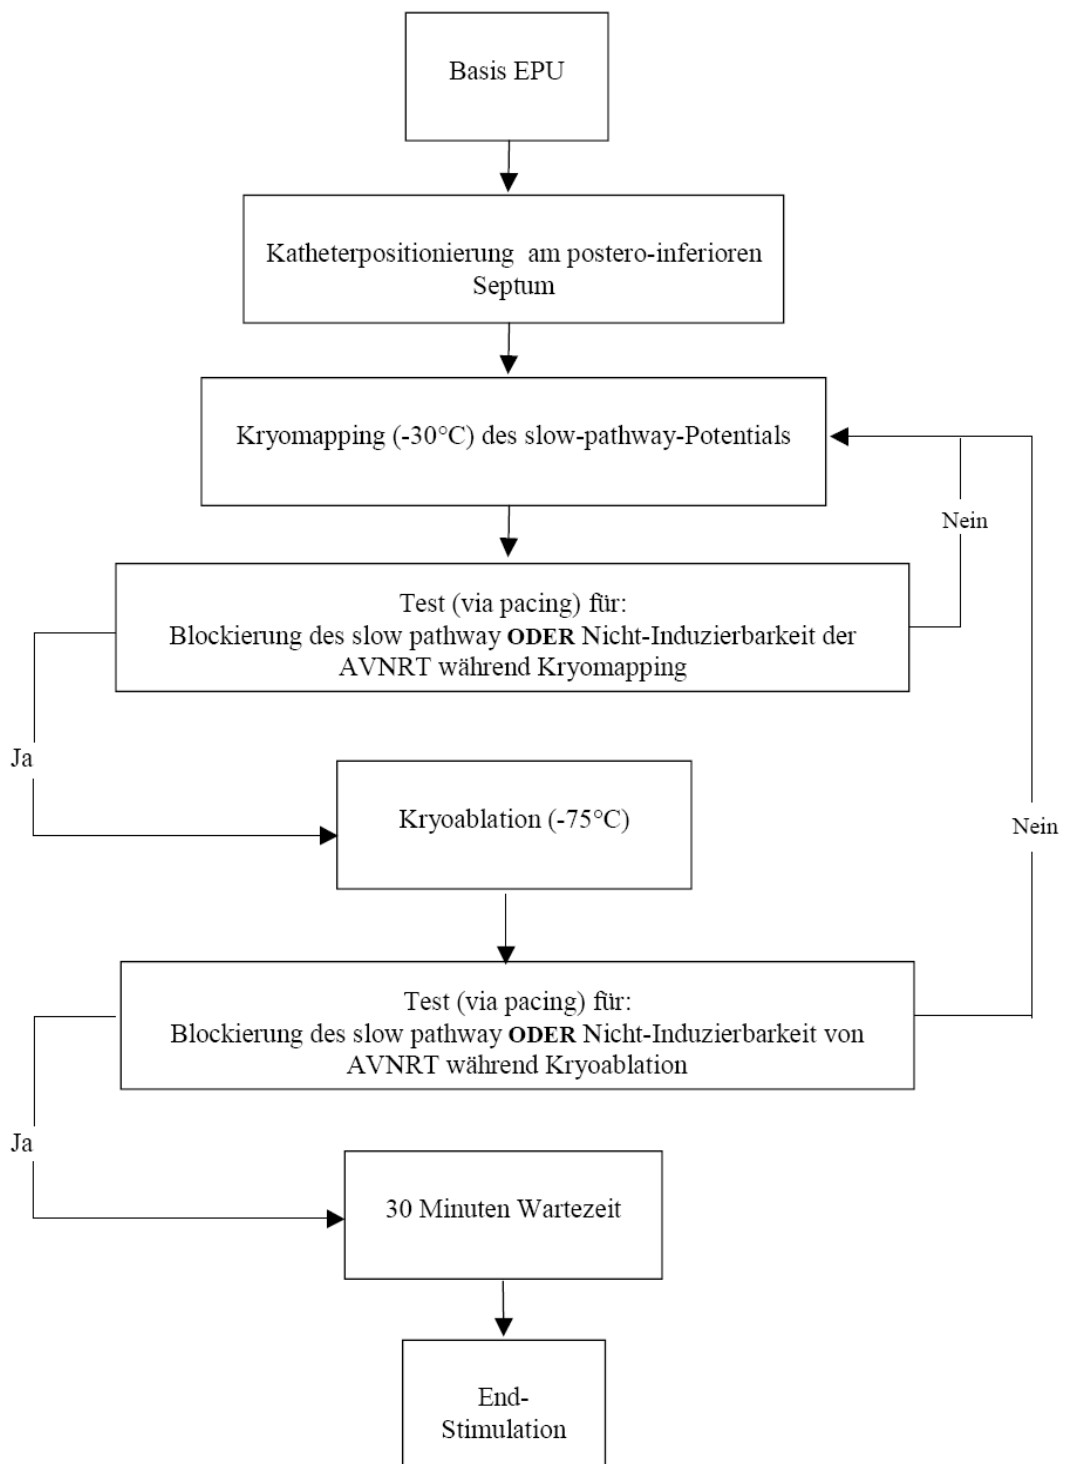 Basis EPU
Katheterpositionierung am postero-inferioren
Septum
Kryomapping (-30°C) des slow-pathway-Potentials
Nein
Test (via pacing) für:
Blockierung des slow pathway ODER Nicht-Induzierbarkeit der
AVNRT während Kryomapping
Ja
Kryoablation (-75°C)
Nein
Test (via pacing) für:
Blockierung des slow pathway ODER Nicht-Induzierbarkeit von
AVNRT während Kryoablation
Ja
30 Minuten Wartezeit
End-
Stimulation